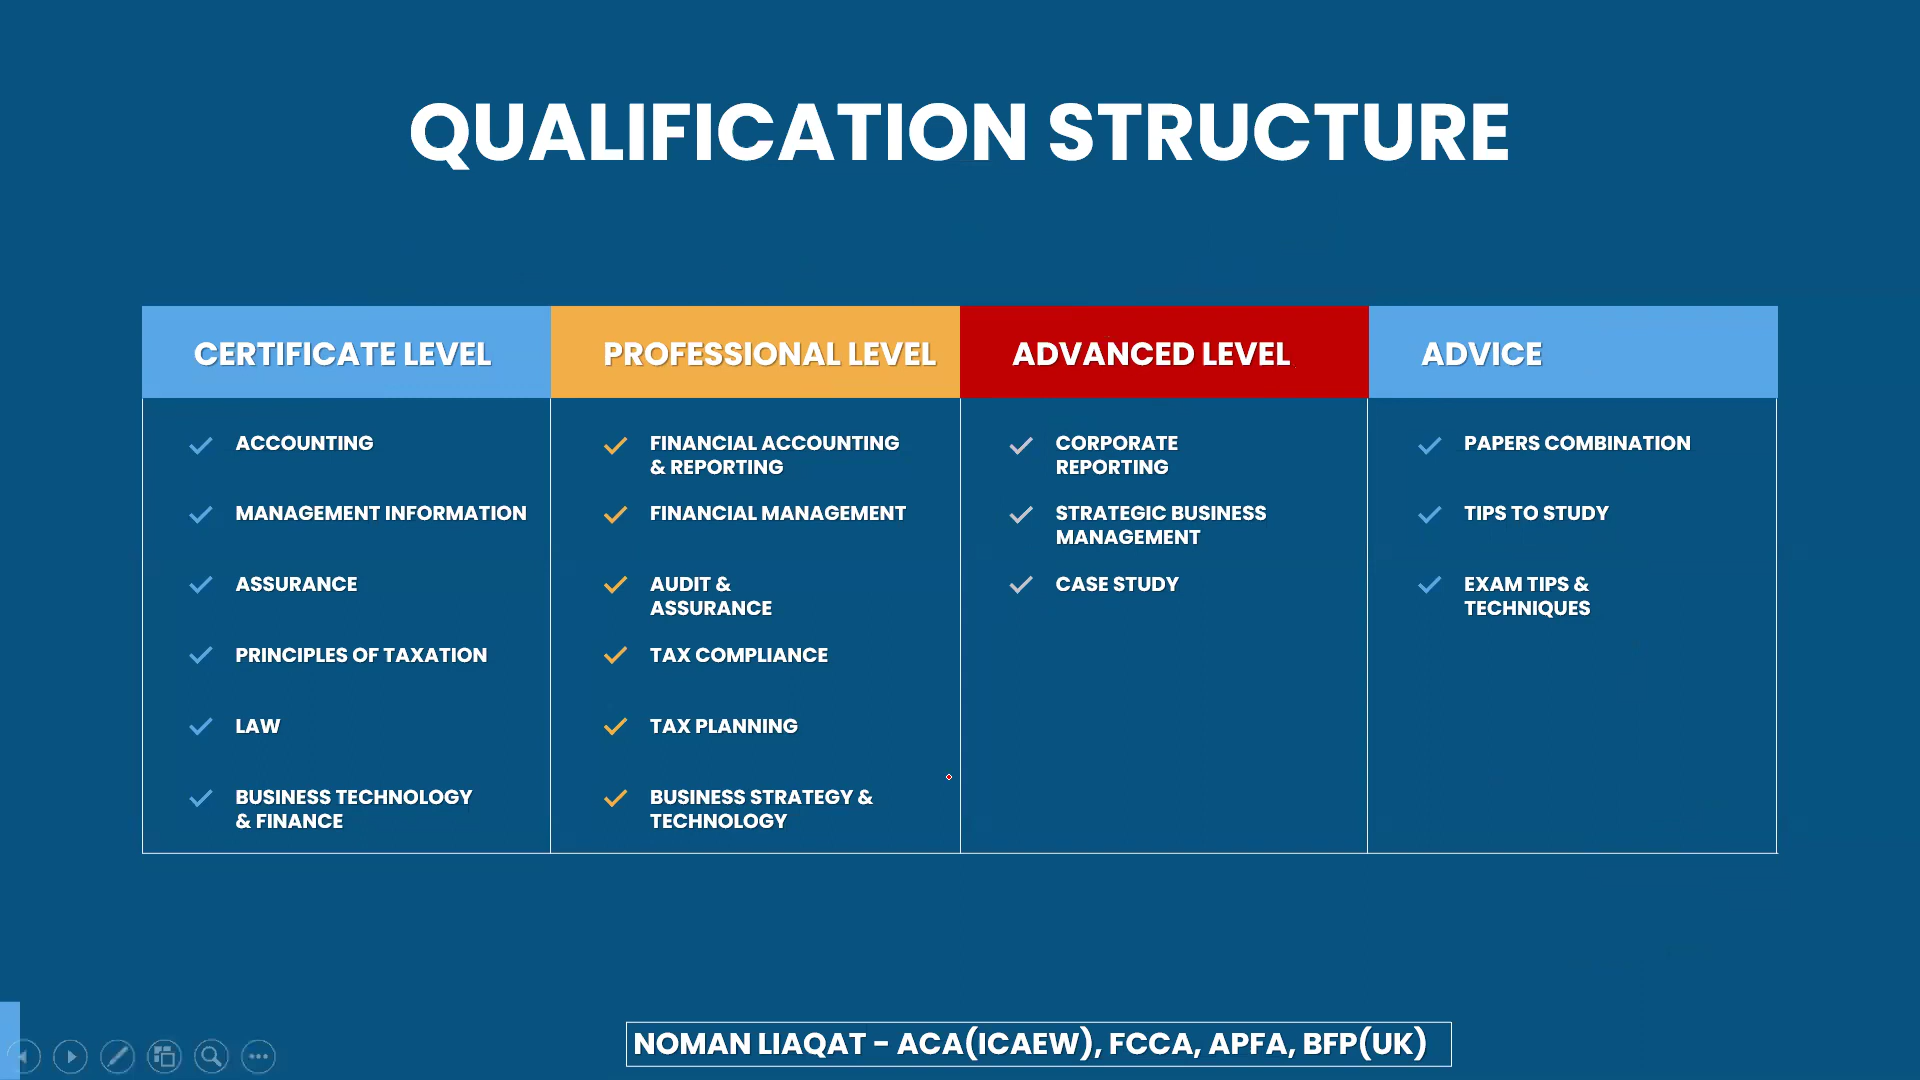 QUALIFICATION STRUCTURE
CERTIFICATE LEVEL
ACCOUNTING
MANAGEMENT INFORMATION
ASSURANCE
PRINCIPLES OF TAXATION
LAW
BUSINESS TECHNOLOGY
& FINANCE
PROFESSIONAL LEVEL
FINANCIAL ACCOUNTING
& REPORTING
FINANCIAL MANAGEMENT
AUDIT &
ASSURANCE
TAX COMPLIANCE
TAX PLANNING
BUSINESS STRATEGY &
TECHNOLOGY
ADVANCED LEVEL
CORPORATE
REPORTING
STRATEGIC BUSINESS
MANAGEMENT
CASE STUDY
ADVICE
PAPERS COMBINATION
TIPS TO STUDY
EXAM TIPS &
TECHNIQUES
NOMAN LIAQAT – ACA(ICAEW), FCCA, APFA, BFP(UK)